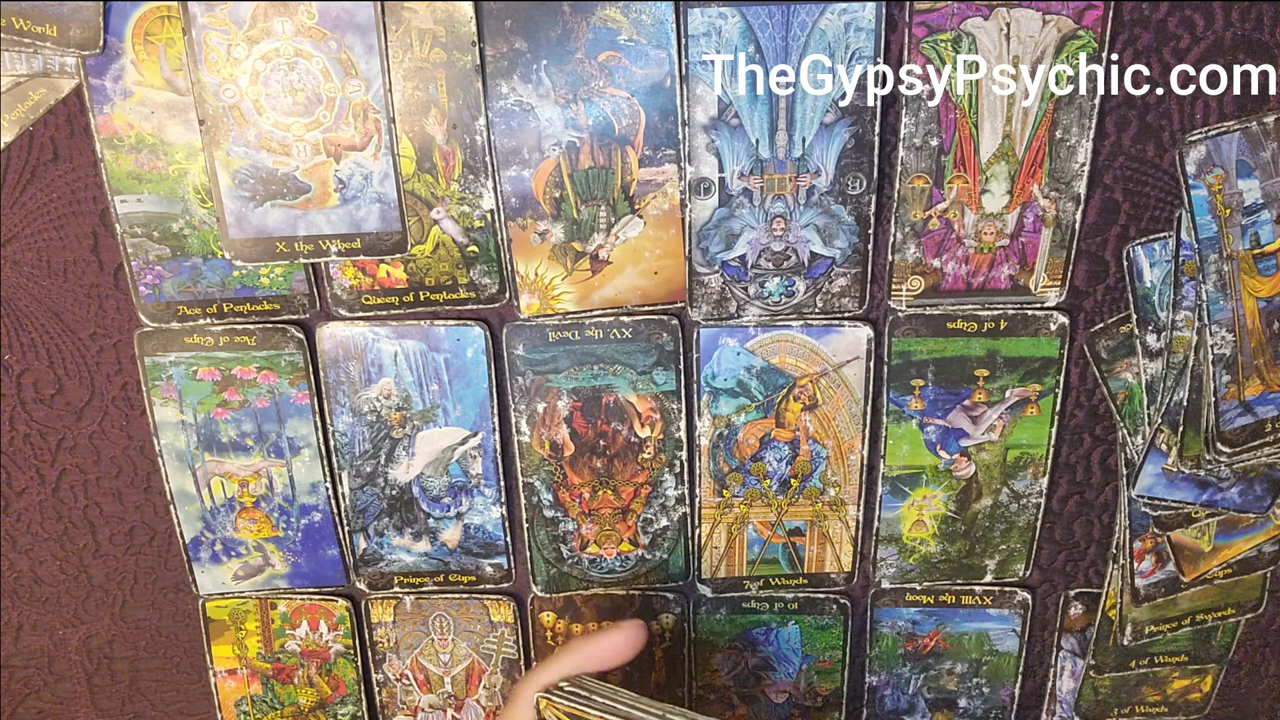 e World
Pentacles
TheGypsyPsychic.com
X. the Wheel
Ace of Pentacles
Queen of Pentacles
J
B
Ace of Cups
XV. the Devil
4 of Cups
Prince of Cups
7 of Wands
10 of Cups
XVIII. the Moon
Cups
Prince of Swords
4 of Wands
3 of Wands